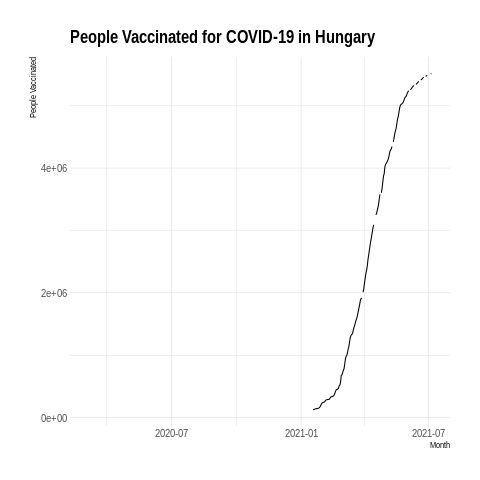 People Vaccinated for COVID-19 in Hungary
People Vaccinated
4e+06
2e+06
0e+00
2020-07
2021-01
2021-07
Month